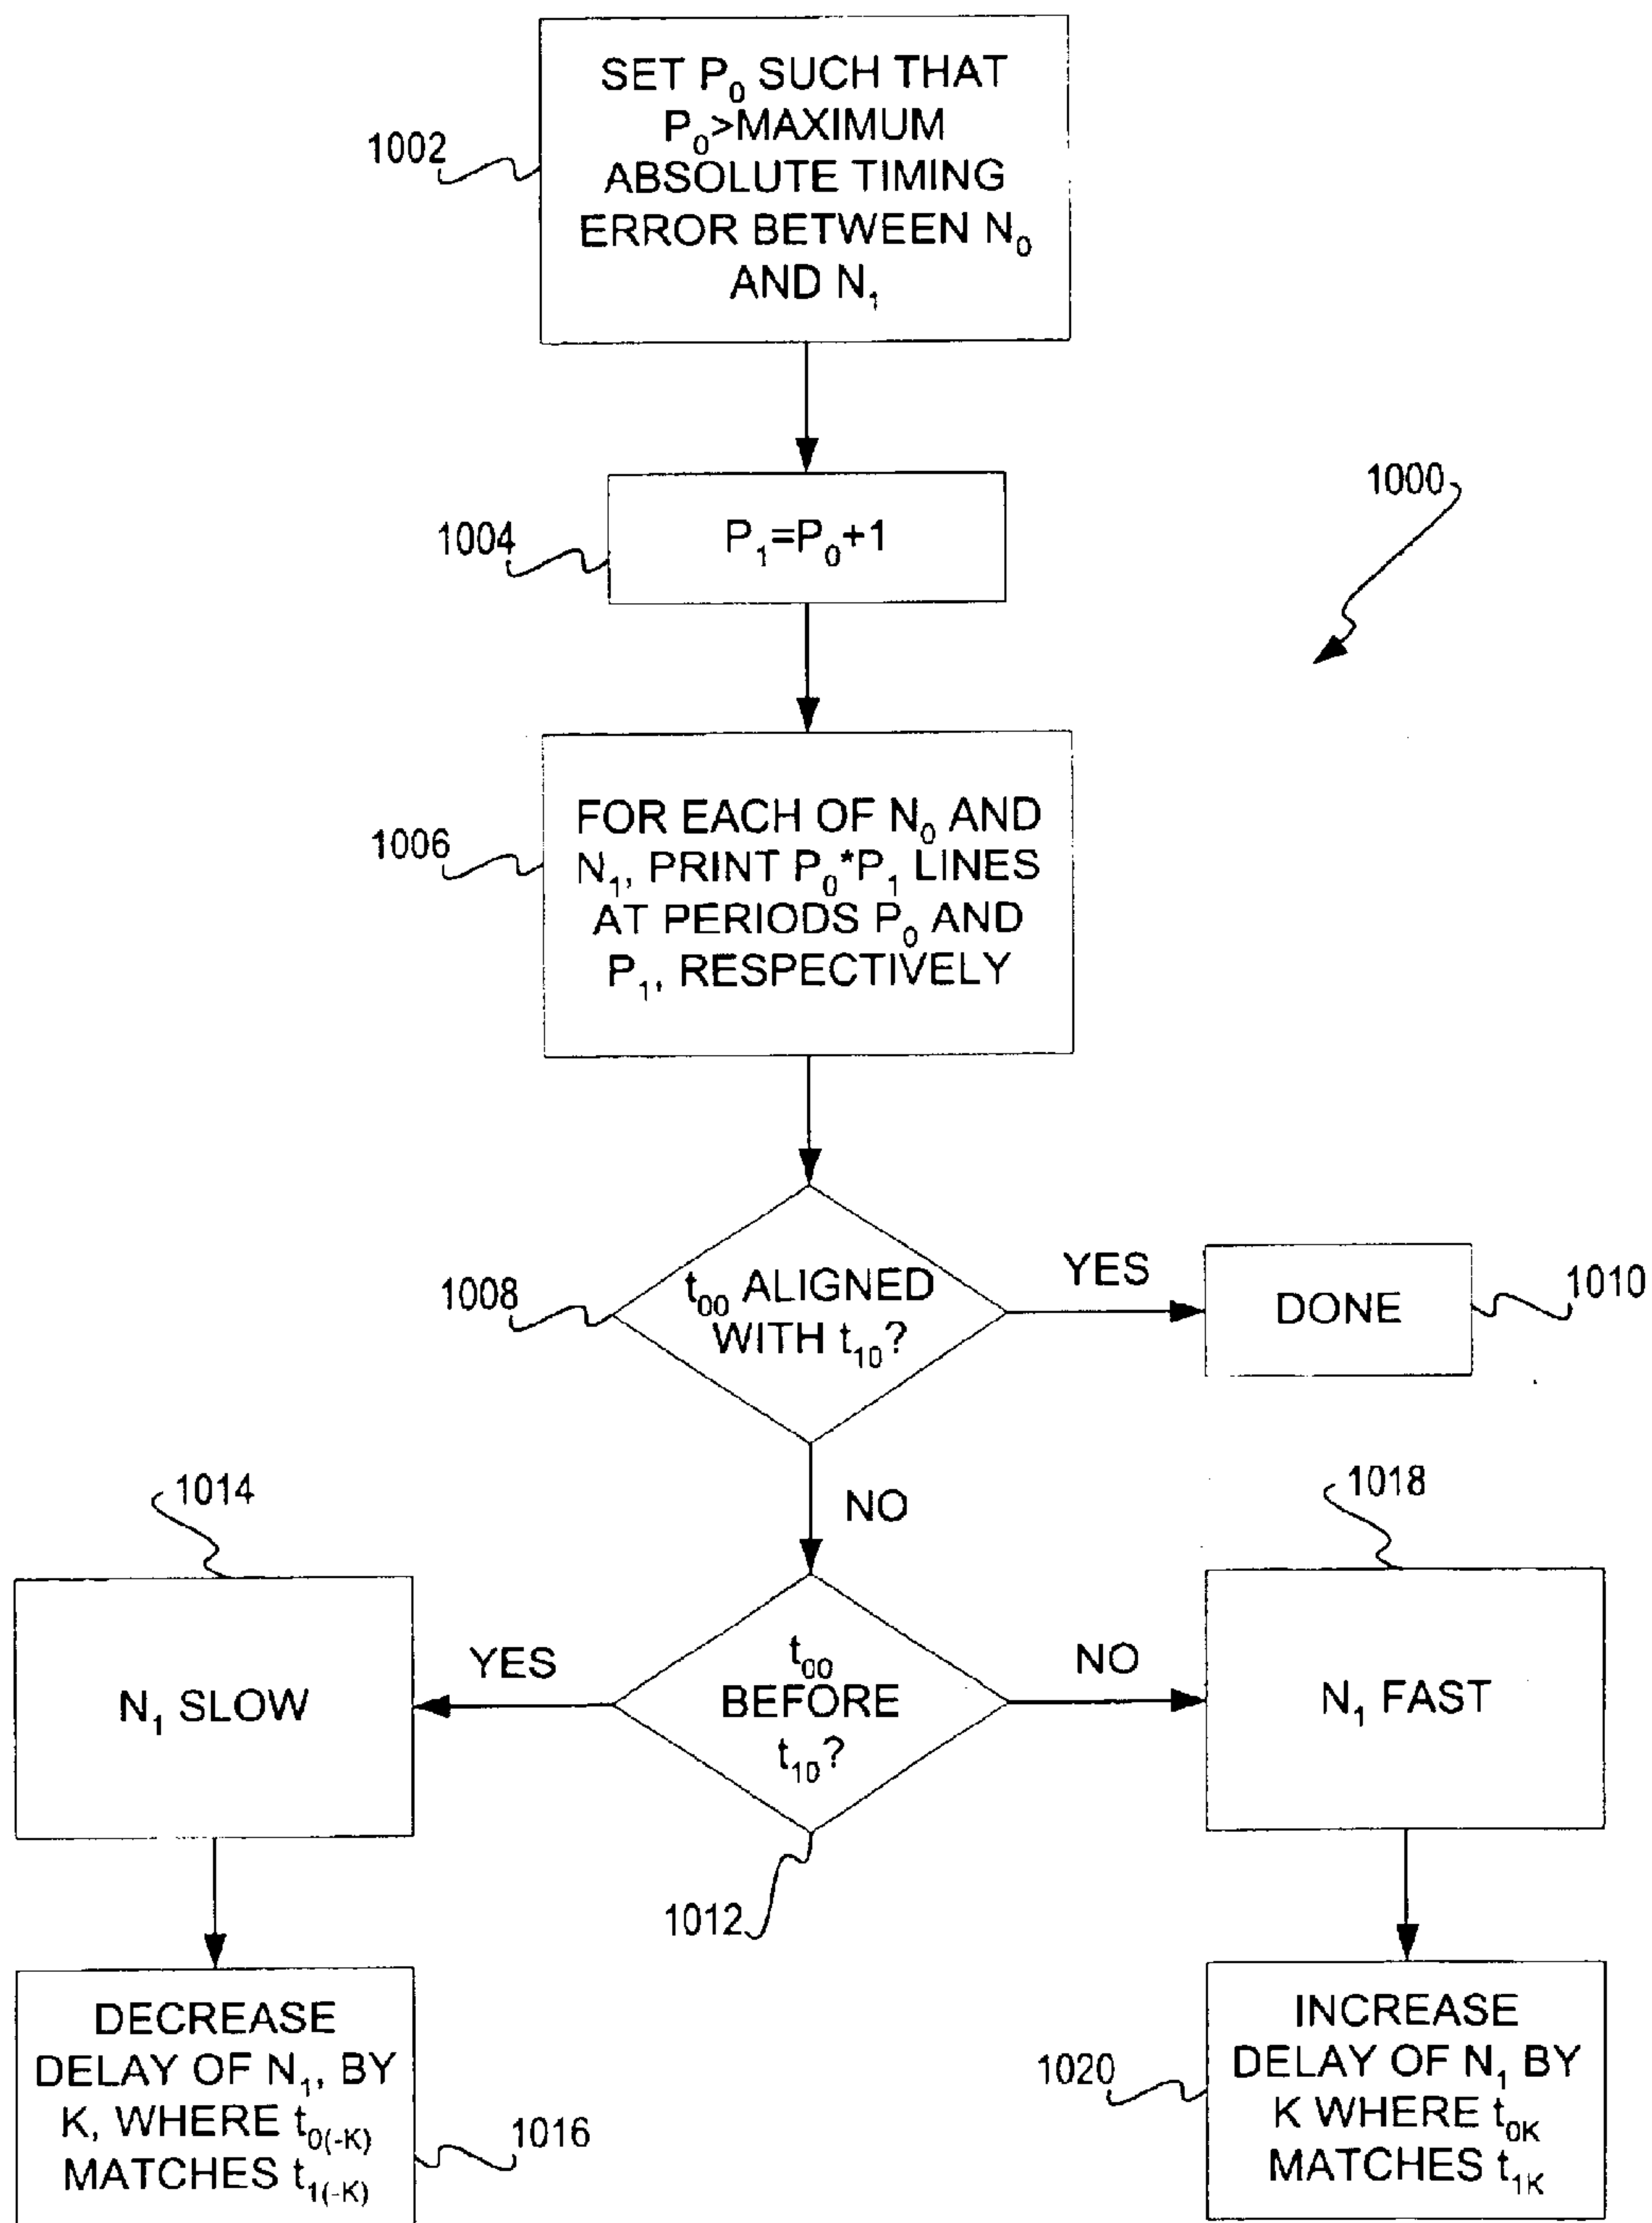 SET P₀ SUCH THAT
P₀>MAXIMUM
ABSOLUTE TIMING
ERROR BETWEEN N₀
AND N₁
1002
P₁=P₀+1
1004
1000
FOR EACH OF N₀ AND
N₁, PRINT P₀*P₁ LINES
AT PERIODS P₀ AND
P₁, RESPECTIVELY
1006
t₀₀ ALIGNED
WITH t₁₀?
1008
YES
DONE
1010
NO
1014
1018
N₁ SLOW
YES
t₀₀
BEFORE
t₁₀?
NO
N₁ FAST
1012
DECREASE
DELAY OF N₁, BY
K, WHERE t₀₍₋K₎
MATCHES t₁₍₋K₎
1016
INCREASE
DELAY OF N₁ BY
K WHERE t₀K
MATCHES t₁K
1020